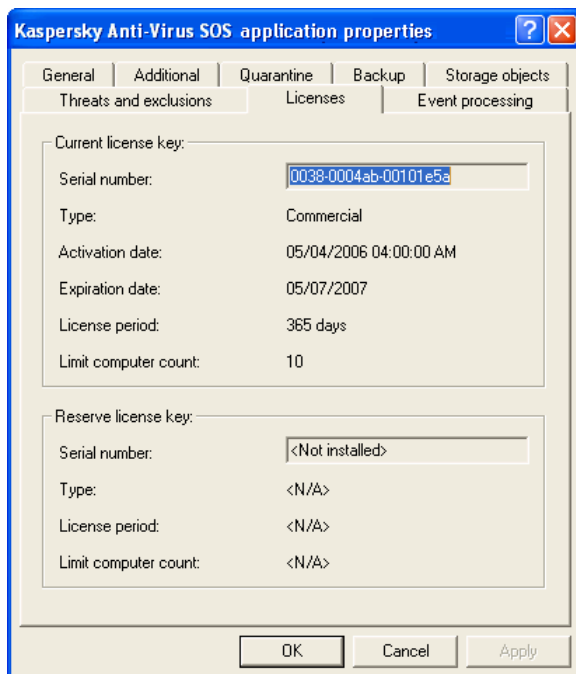 Kaspersky Anti-Virus SOS application properties
General Additional Quarantine Backup Storage objects
Threats and exclusions Licenses Event processing
Current license key:
Serial number: 0038-0004ab-00101e5a
Type: Commercial
Activation date: 05/04/2006 04:00:00 AM
Expiration date: 05/07/2007
License period: 365 days
Limit computer count: 10
Reserve license key:
Serial number: <Not installed>
Type: <N/A>
License period: <N/A>
Limit computer count: <N/A>
OK Cancel Apply